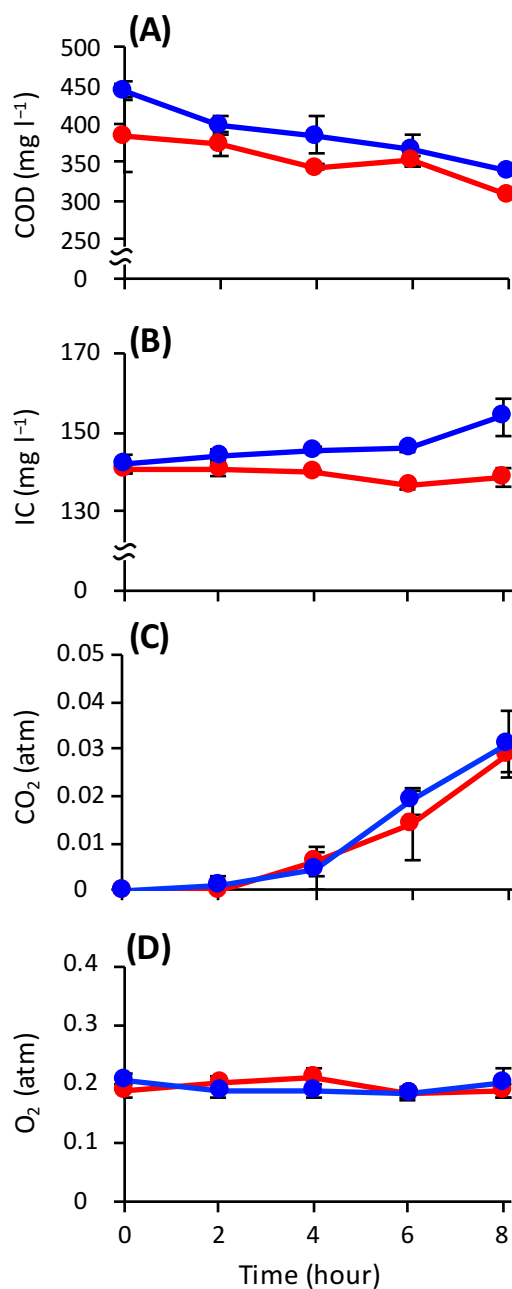 (A)
500
450
400
350
300
250
0
COD (mg l⁻¹)
(B)
170
150
130
0
IC (mg l⁻¹)
(C)
0.05
0.04
0.03
0.02
0.01
0
CO₂ (atm)
(D)
0.4
0.3
0.2
0.1
0
O₂ (atm)
0 2 4 6 8
Time (hour)